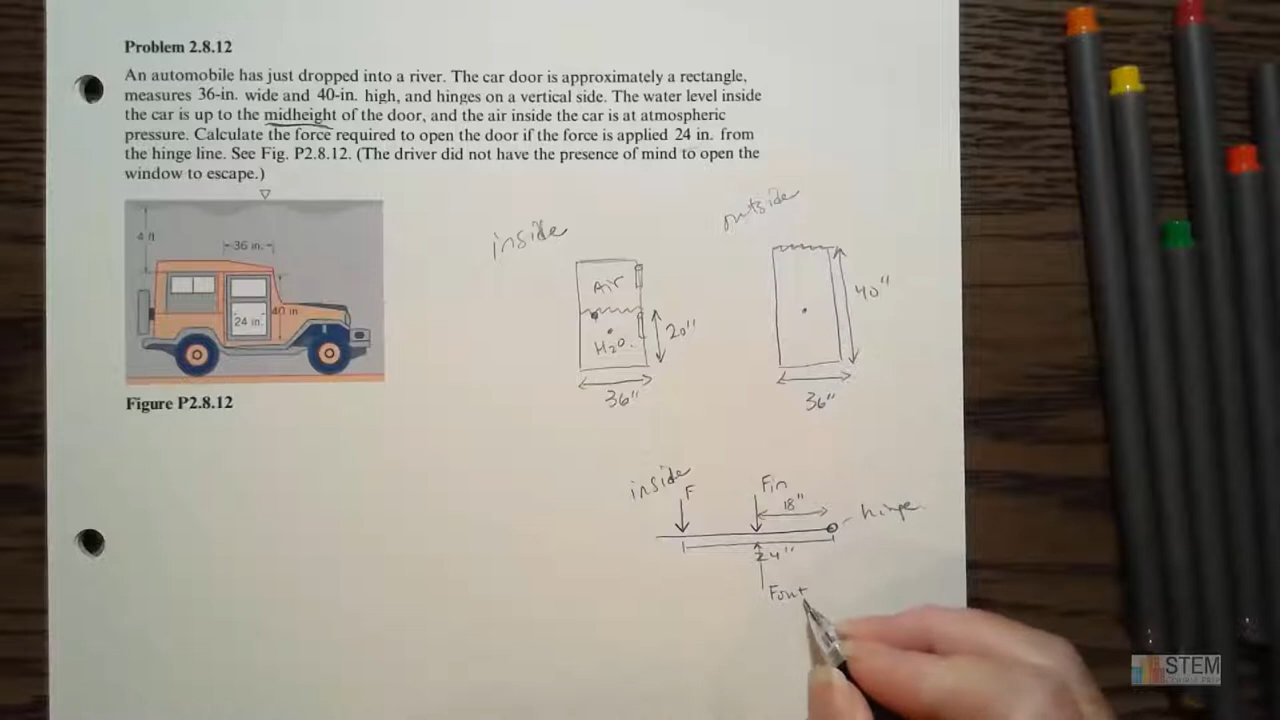 Problem 2.8.12
An automobile has just dropped into a river. The car door is approximately a rectangle,
measures 36-in. wide and 40-in. high, and hinges on a vertical side. The water level inside
the car is up to the midheight of the door, and the air inside the car is at atmospheric
pressure. Calculate the force required to open the door if the force is applied 24 in. from
the hinge line. See Fig. P2.8.12. (The driver did not have the presence of mind to open the
window to escape.)
4 ft
36 in.
40 in
24 in.
Figure P2.8.12
inside
Air
H₂O.
20"
36"
outside
40"
36"
inside
F
Fin
18"
hinge
24"
Fout
STEM